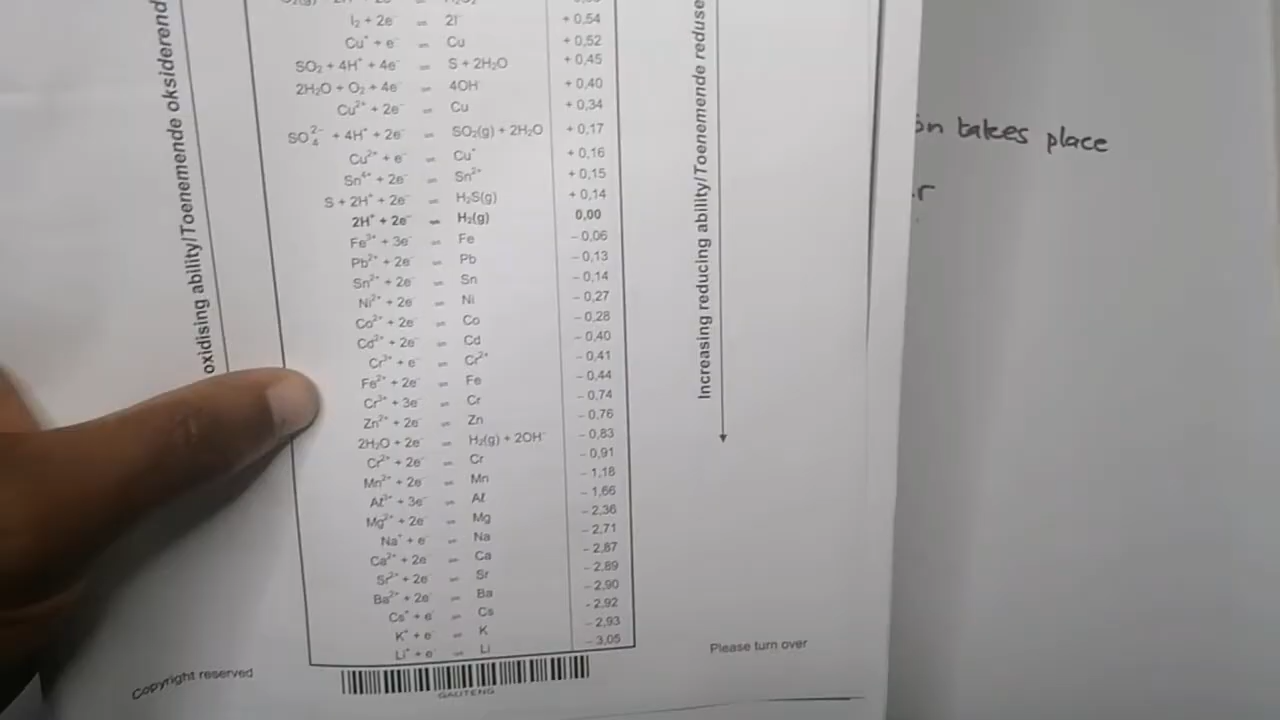 I₂ + 2e⁻ ⇌ 2I⁻ + 0,54
Cu⁺ + e⁻ ⇌ Cu + 0,52
SO₂ + 4H⁺ + 4e⁻ ⇌ S + 2H₂O + 0,45
2H₂O + O₂ + 4e⁻ ⇌ 4OH⁻ + 0,40
Cu²⁺ + 2e⁻ ⇌ Cu + 0,34
SO₄²⁻ + 4H⁺ + 2e⁻ ⇌ SO₂(g) + 2H₂O + 0,17
Cu²⁺ + e⁻ ⇌ Cu⁺ + 0,16
Sn⁴⁺ + 2e⁻ ⇌ Sn²⁺ + 0,15
S + 2H⁺ + 2e⁻ ⇌ H₂S(g) + 0,14
2H⁺ + 2e⁻ ⇌ H₂(g) 0,00
Fe³⁺ + 3e⁻ ⇌ Fe − 0,06
Pb²⁺ + 2e⁻ ⇌ Pb − 0,13
Sn²⁺ + 2e⁻ ⇌ Sn − 0,14
Ni²⁺ + 2e⁻ ⇌ Ni − 0,27
Co²⁺ + 2e⁻ ⇌ Co − 0,28
Cd²⁺ + 2e⁻ ⇌ Cd − 0,40
Cr³⁺ + e⁻ ⇌ Cr²⁺ − 0,41
Fe²⁺ + 2e⁻ ⇌ Fe − 0,44
Cr³⁺ + 3e⁻ ⇌ Cr − 0,74
Zn²⁺ + 2e⁻ ⇌ Zn − 0,76
2H₂O + 2e⁻ ⇌ H₂(g) + 2OH⁻ − 0,83
Cr²⁺ + 2e⁻ ⇌ Cr − 0,91
Mn²⁺ + 2e⁻ ⇌ Mn − 1,18
Aℓ³⁺ + 3e⁻ ⇌ Aℓ − 1,66
Mg²⁺ + 2e⁻ ⇌ Mg − 2,36
Na⁺ + e⁻ ⇌ Na − 2,71
Ca²⁺ + 2e⁻ ⇌ Ca − 2,87
Sr²⁺ + 2e⁻ ⇌ Sr − 2,89
Ba²⁺ + 2e⁻ ⇌ Ba − 2,90
Cs⁺ + e⁻ ⇌ Cs - 2,92
K⁺ + e⁻ ⇌ K − 2,93
Li⁺ + e⁻ ⇌ Li − 3,05
oxidising ability/Toenemende oksiderend
Increasing reducing ability/Toenemende reduse
takes place
Copyright reserved
GAUTENG
Please turn over